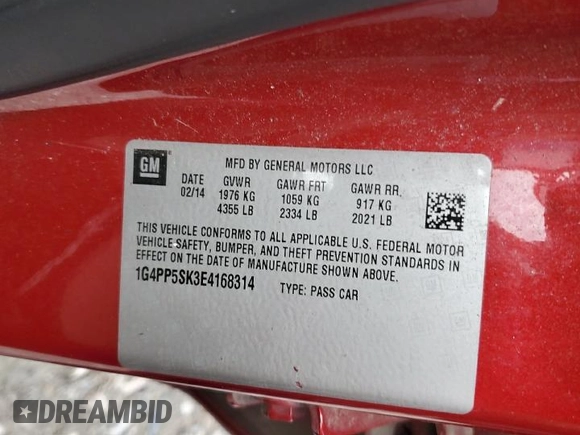 GM
MFD BY GENERAL MOTORS LLC
DATE GVWR GAWR FRT GAWR RR.
02/14 1976 KG 1059 KG 917 KG
4355 LB 2334 LB 2021 LB
THIS VEHICLE CONFORMS TO ALL APPLICABLE U.S. FEDERAL MOTOR
VEHICLE SAFETY, BUMPER, AND THEFT PREVENTION STANDARDS IN
EFFECT ON THE DATE OF MANUFACTURE SHOWN ABOVE.
1G4PP5SK3E4168314 TYPE: PASS CAR
DREAMBID